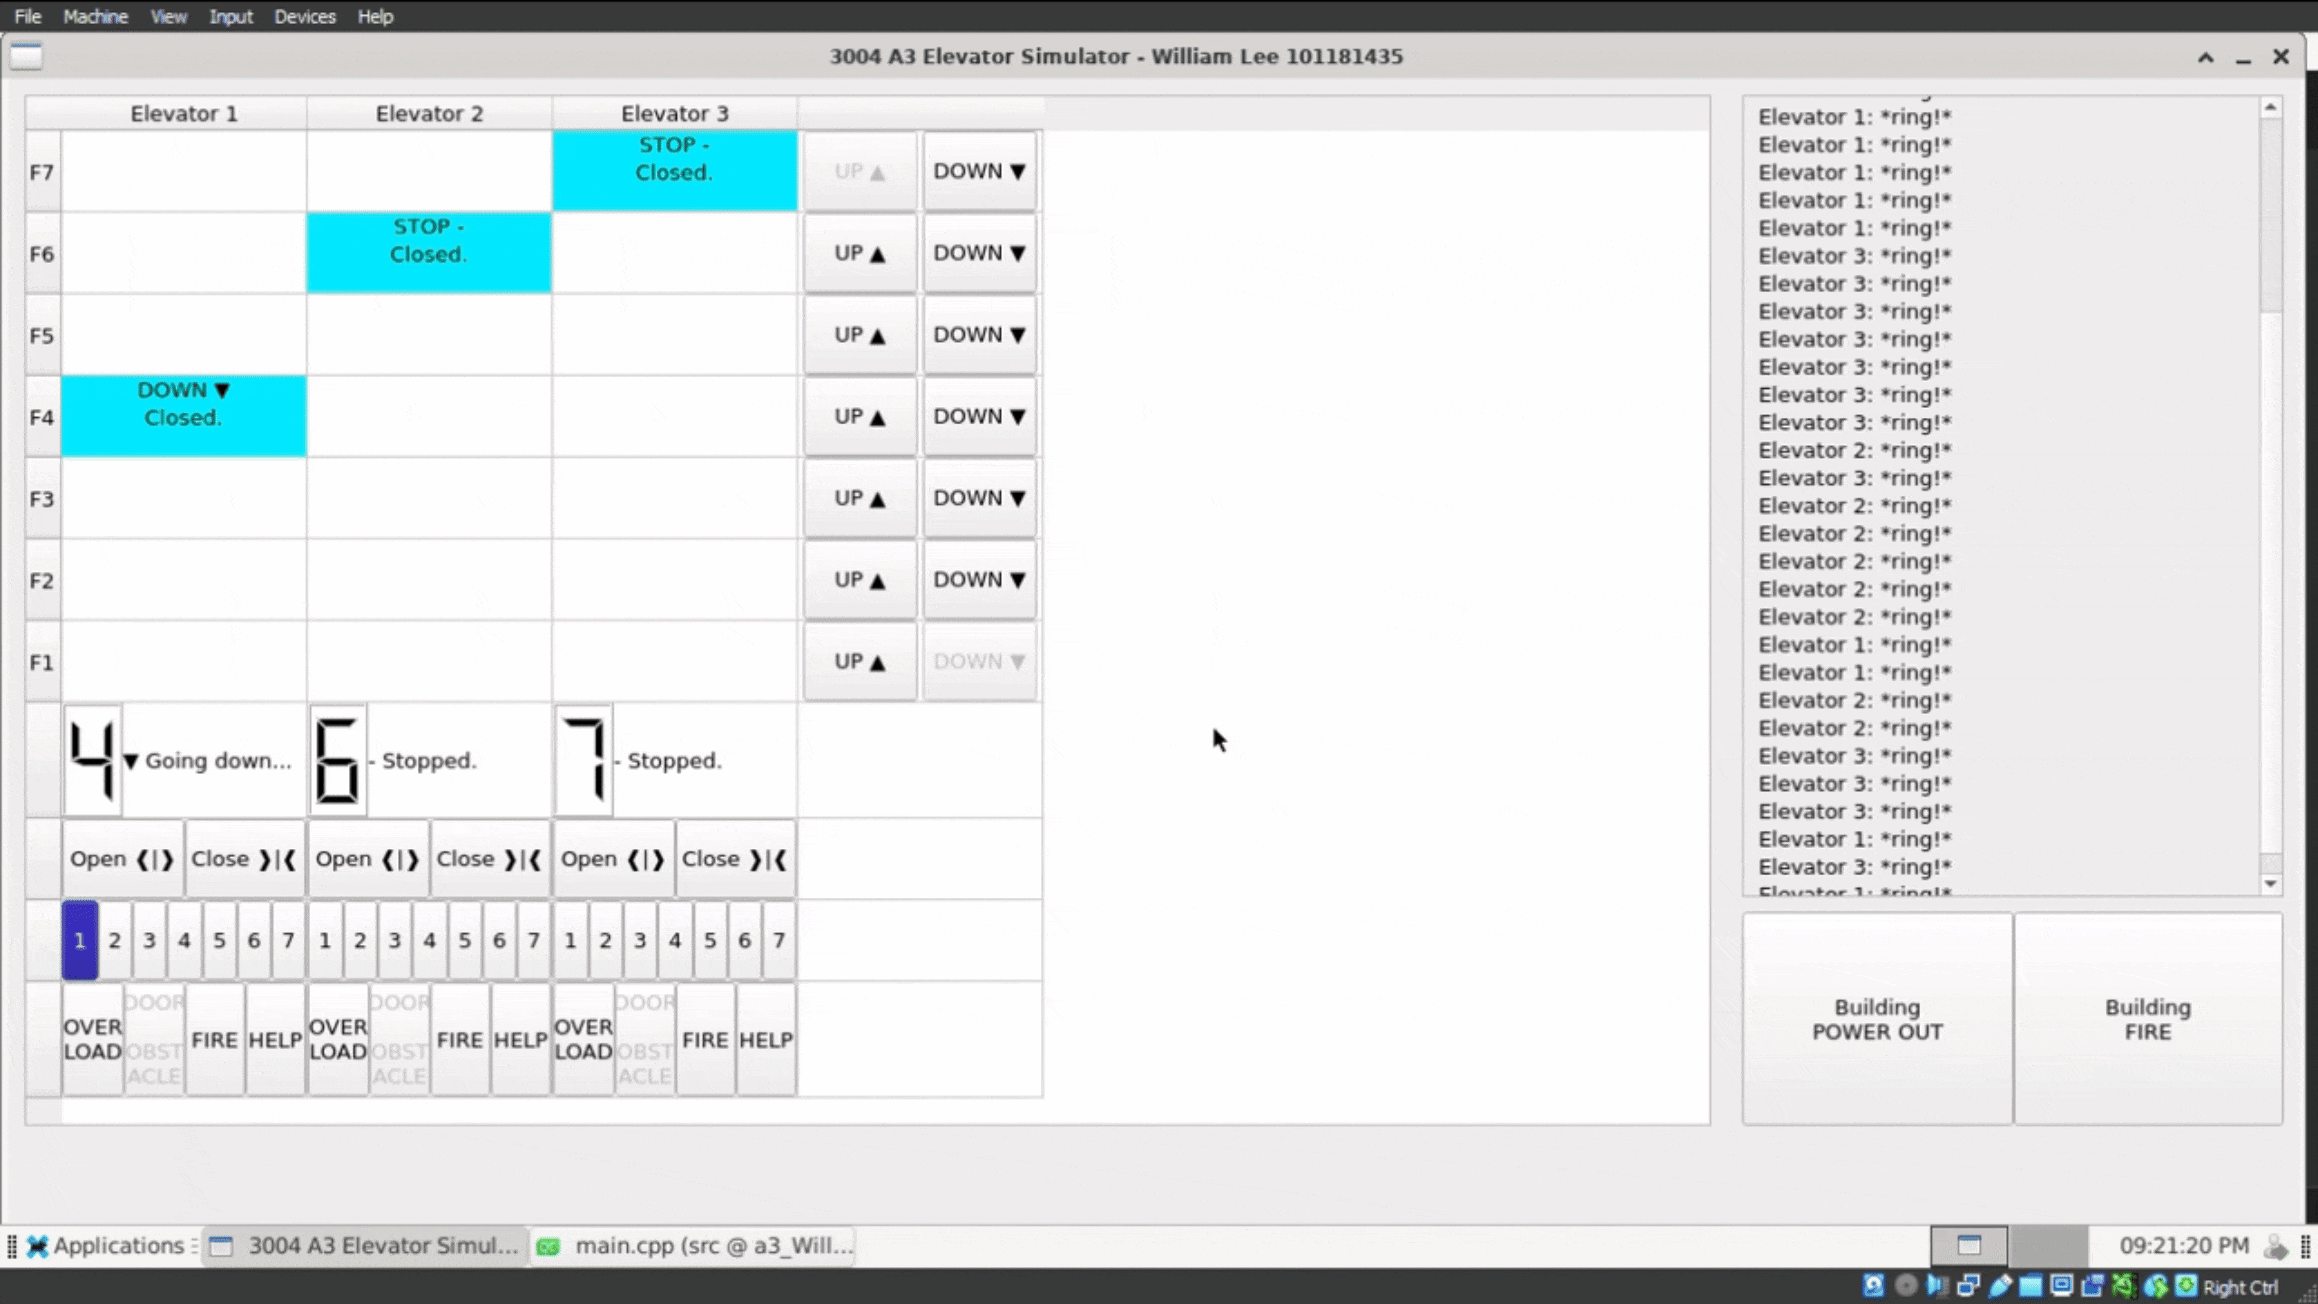 File Machine View Input Devices Help
3004 A3 Elevator Simulator - William Lee 101181435
Elevator 1 Elevator 2 Elevator 3
F7 STOP - UP ▲ DOWN ▼
Closed.
F6 STOP - UP ▲ DOWN ▼
Closed.
F5 UP ▲ DOWN ▼
F4 DOWN ▼ UP ▲ DOWN ▼
Closed.
F3 UP ▲ DOWN ▼
F2 UP ▲ DOWN ▼
F1 UP ▲ DOWN ▼
4 ▼ Going down... 6 - Stopped. 7 - Stopped.
Open ❰|❱ Close ❱|❰ Open ❰|❱ Close ❱|❰ Open ❰|❱ Close ❱|❰
1 2 3 4 5 6 7 1 2 3 4 5 6 7 1 2 3 4 5 6 7
OVER
LOAD
DOOR
OBST
ACLE
FIRE
HELP
OVER
LOAD
DOOR
OBST
ACLE
FIRE
HELP
OVER
LOAD
DOOR
OBST
ACLE
FIRE
HELP
Elevator 1: *ring!*
Elevator 1: *ring!*
Elevator 1: *ring!*
Elevator 1: *ring!*
Elevator 1: *ring!*
Elevator 3: *ring!*
Elevator 3: *ring!*
Elevator 3: *ring!*
Elevator 3: *ring!*
Elevator 3: *ring!*
Elevator 3: *ring!*
Elevator 3: *ring!*
Elevator 2: *ring!*
Elevator 3: *ring!*
Elevator 2: *ring!*
Elevator 2: *ring!*
Elevator 2: *ring!*
Elevator 2: *ring!*
Elevator 2: *ring!*
Elevator 1: *ring!*
Elevator 1: *ring!*
Elevator 2: *ring!*
Elevator 2: *ring!*
Elevator 3: *ring!*
Elevator 3: *ring!*
Elevator 3: *ring!*
Elevator 1: *ring!*
Elevator 3: *ring!*
Elevator 1: *ring!*
Building
POWER OUT
Building
FIRE
Applications 3004 A3 Elevator Simul... main.cpp (src @ a3_Will... 09:21:20 PM
Right Ctrl